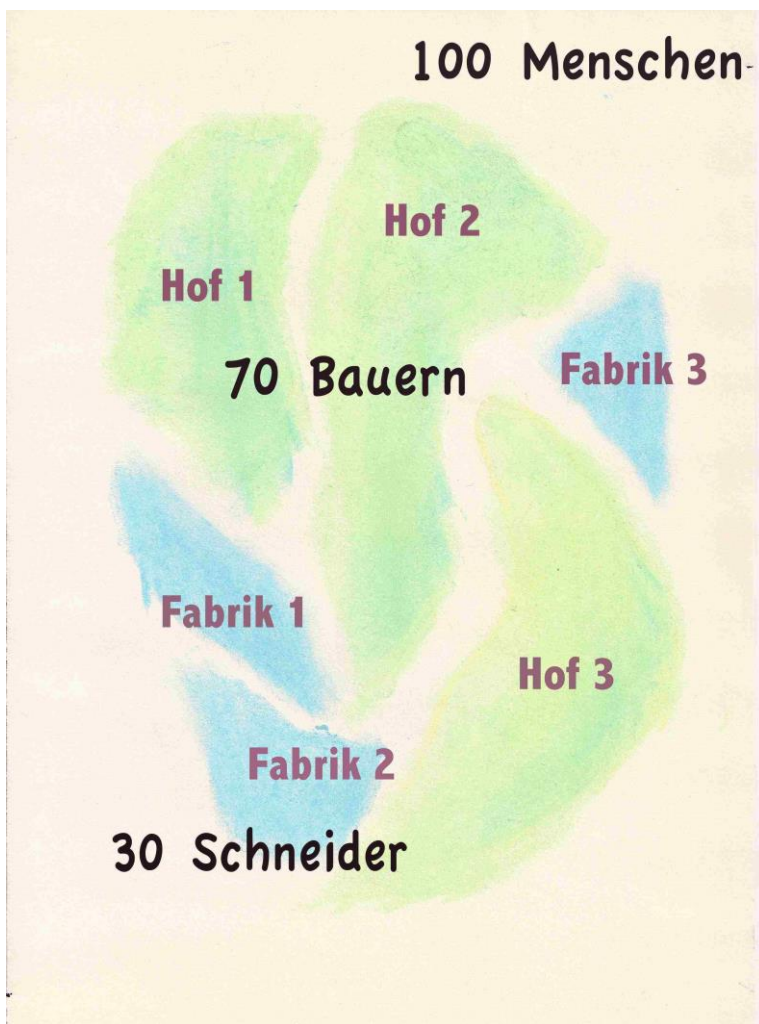 100 Menschen
Hof 2
Hof 1
70 Bauern
Fabrik 3
Fabrik 1
Hof 3
Fabrik 2
30 Schneider